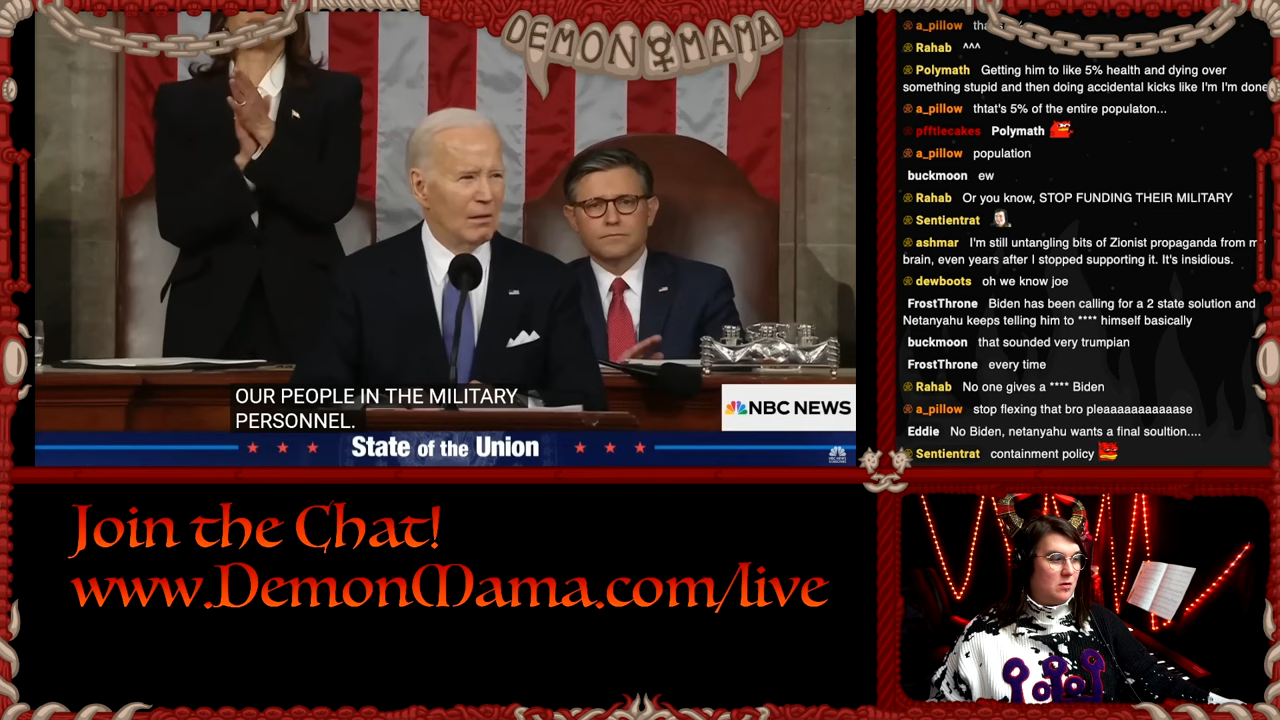 DEMON MAMA
OUR PEOPLE IN THE MILITARY
PERSONNEL.
NBC NEWS
State of the Union
Join the Chat!
www.DemonMama.com/live
a_pillow
Rahab ^^^
Polymath Getting him to like 5% health and dying over
something stupid and then doing accidental kicks like I'm I'm done
a_pillow thtat's 5% of the entire populaton...
pfftlecakes Polymath
a_pillow population
buckmoon ew
Rahab Or you know, STOP FUNDING THEIR MILITARY
Sentientrat
ashmar I'm still untangling bits of Zionist propaganda from
brain, even years after I stopped supporting it. It's insidious.
dewboots oh we know joe
FrostThrone Biden has been calling for a 2 state solution and
Netanyahu keeps telling him to **** himself basically
buckmoon that sounded very trumpian
FrostThrone every time
Rahab No one gives a **** Biden
a_pillow stop flexing that bro pleaaaaaaaaaaase
Eddie No Biden, netanyahu wants a final soultion....
Sentientrat containment policy